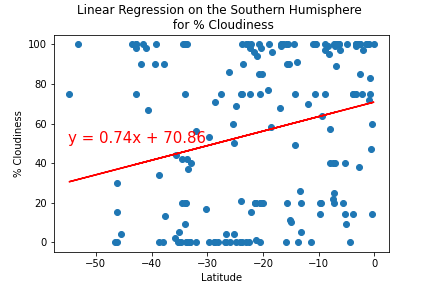 Linear Regression on the Southern Humisphere
for % Cloudiness
100
80
60
40
20
0
% Cloudiness
y = 0.74x + 70.86
−50
−40
−30
−20
−10
0
Latitude